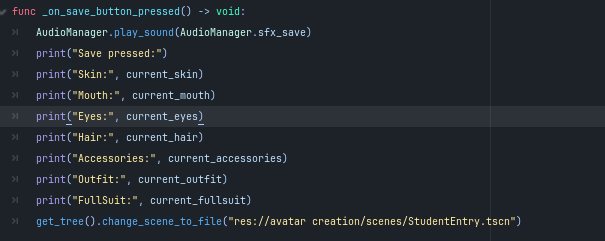 func _on_save_button_pressed() -> void:
AudioManager.play_sound(AudioManager.sfx_save)
print("Save pressed:")
print("Skin:", current_skin)
print("Mouth:", current_mouth)
print("Eyes:", current_eyes)
print("Hair:", current_hair)
print("Accessories:", current_accessories)
print("Outfit:", current_outfit)
print("FullSuit:", current_fullsuit)
get_tree().change_scene_to_file("res://avatar creation/scenes/StudentEntry.tscn")